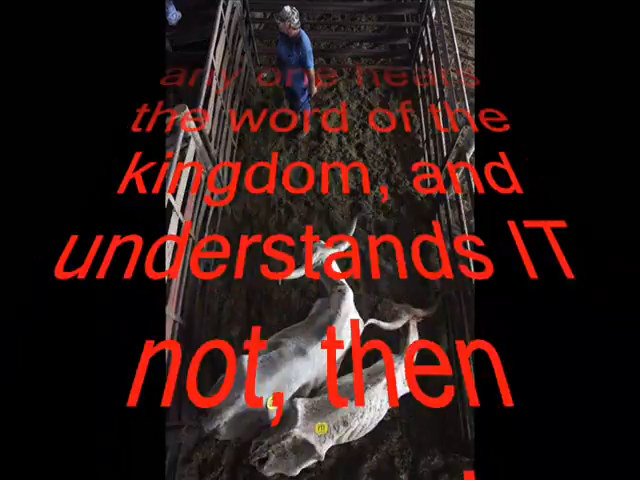 any one hears
the word of the
kingdom, and
understands IT
not, then